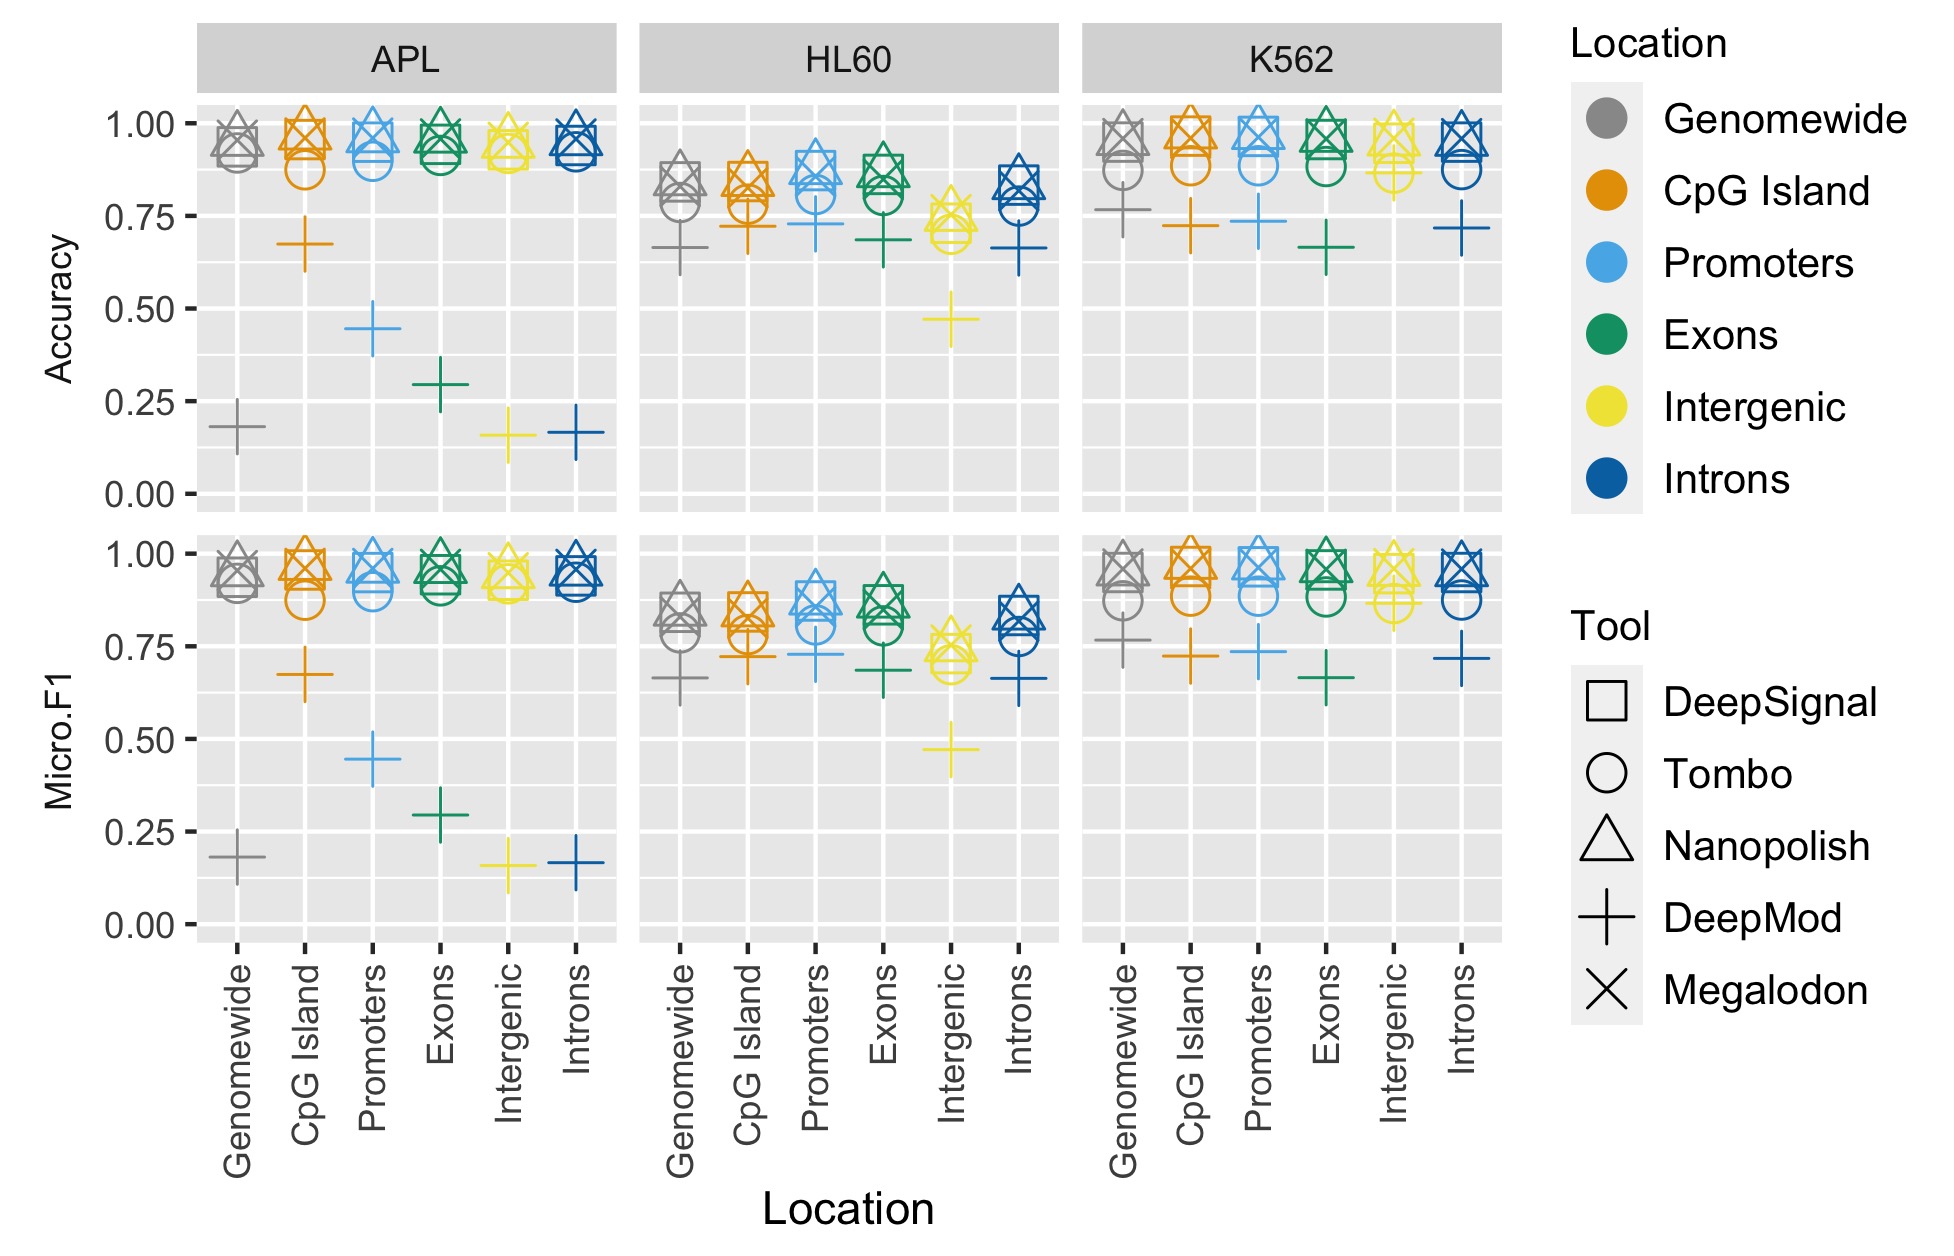 APL
HL60
K562
Accuracy
1.00
0.75
0.50
0.25
0.00
Micro.F1
1.00
0.75
0.50
0.25
0.00
Genomewide
CpG Island
Promoters
Exons
Intergenic
Introns
Genomewide
CpG Island
Promoters
Exons
Intergenic
Introns
Genomewide
CpG Island
Promoters
Exons
Intergenic
Introns
Location
Location
Genomewide
CpG Island
Promoters
Exons
Intergenic
Introns
Tool
DeepSignal
Tombo
Nanopolish
DeepMod
Megalodon